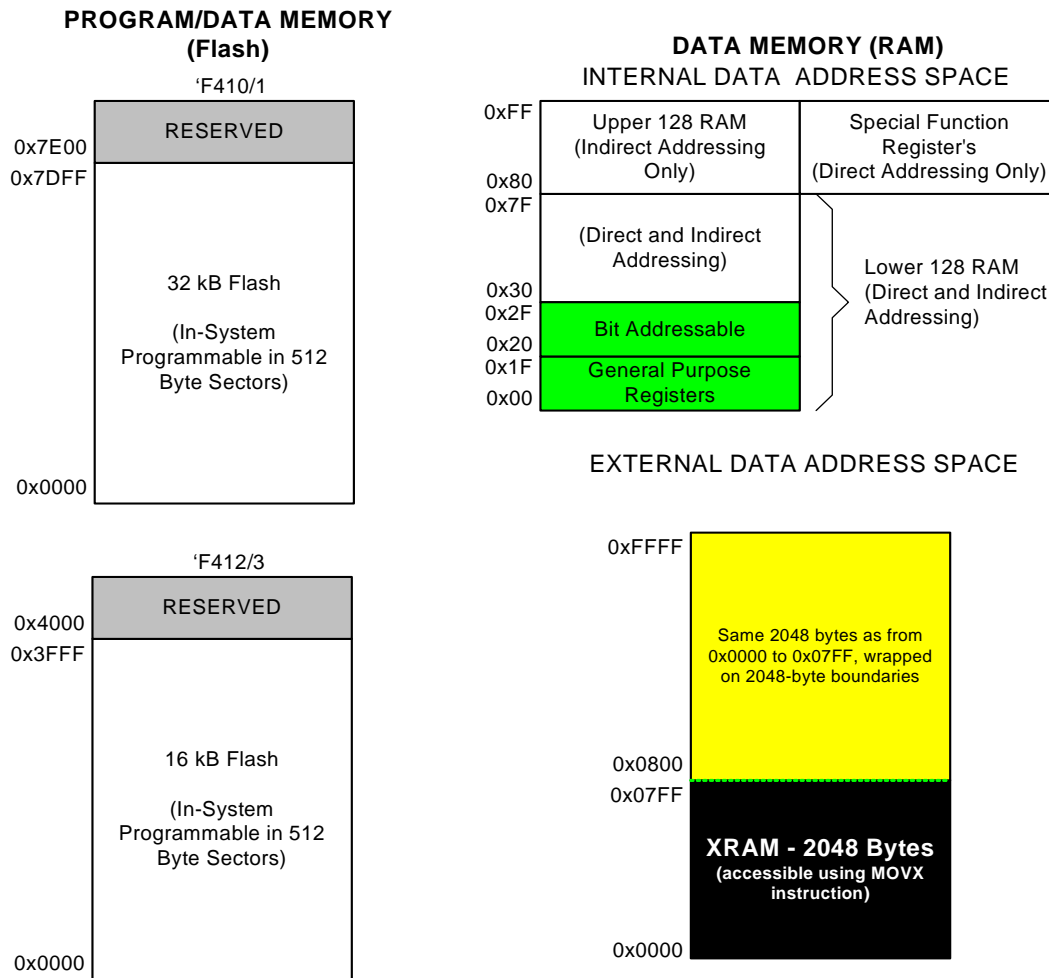 PROGRAM/DATA MEMORY
(Flash)
‘F410/1
RESERVED
0x7E00
0x7DFF
32 kB Flash
(In-System
Programmable in 512
Byte Sectors)
0x0000
‘F412/3
RESERVED
0x4000
0x3FFF
16 kB Flash
(In-System
Programmable in 512
Byte Sectors)
0x0000
DATA MEMORY (RAM)
INTERNAL DATA ADDRESS SPACE
0xFF
Upper 128 RAM
(Indirect Addressing
Only)
0x80
Special Function
Register's
(Direct Addressing Only)
0x7F
(Direct and Indirect
Addressing)
0x30
Lower 128 RAM
(Direct and Indirect
Addressing)
0x2F
Bit Addressable
0x20
0x1F
General Purpose
Registers
0x00
EXTERNAL DATA ADDRESS SPACE
0xFFFF
Same 2048 bytes as from
0x0000 to 0x07FF, wrapped
on 2048-byte boundaries
0x0800
0x07FF
XRAM - 2048 Bytes
(accessible using MOVX
instruction)
0x0000